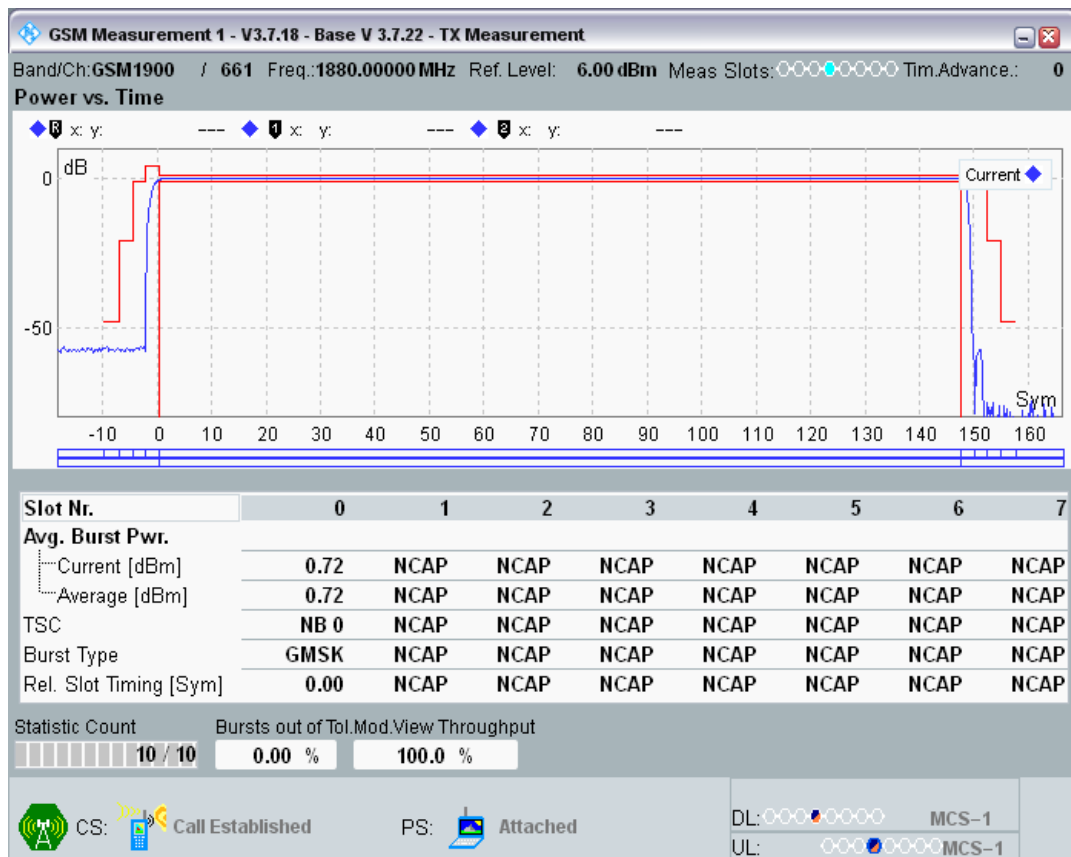 GSM Measurement 1 - V3.7.18 - Base V 3.7.22 - TX Measurement
Band/Ch:GSM1900 / 661 Freq.:1880.00000 MHz Ref. Level: 6.00 dBm Meas Slots: Tim.Advance.: 0
Power vs. Time
R x: y: --- 1 x: y: --- 2 x: y: ---
dB
Current
0
-50
Sym
-10 0 10 20 30 40 50 60 70 80 90 100 110 120 130 140 150 160
Slot Nr. 0 1 2 3 4 5 6 7
Avg. Burst Pwr.
Current [dBm] 0.72 NCAP NCAP NCAP NCAP NCAP NCAP NCAP
Average [dBm] 0.72 NCAP NCAP NCAP NCAP NCAP NCAP NCAP
TSC NB 0 NCAP NCAP NCAP NCAP NCAP NCAP NCAP
Burst Type GMSK NCAP NCAP NCAP NCAP NCAP NCAP NCAP
Rel. Slot Timing [Sym] 0.00 NCAP NCAP NCAP NCAP NCAP NCAP NCAP
Statistic Count Bursts out of Tol.Mod.View Throughput
10 / 10 0.00 % 100.0 %
CS: Call Established PS: Attached
DL: MCS-1
UL: MCS-1